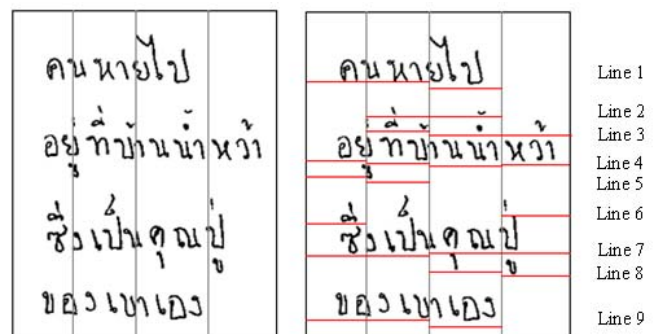 คนหายไป
อยู่ที่บ้านน้ำหว้า
ซึ่งเป็นคุณปู่
ของเขาเอง
คนหายไป
อยู่ที่บ้านน้ำหว้า
ซึ่งเป็นคุณปู่
ของเขาเอง
Line 1
Line 2
Line 3
Line 4
Line 5
Line 6
Line 7
Line 8
Line 9